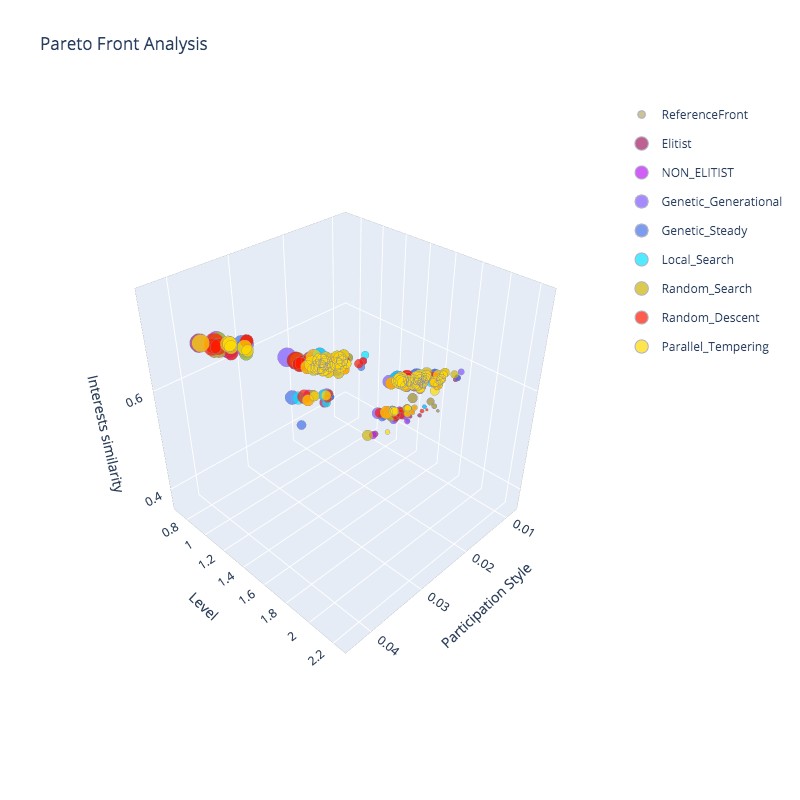 Pareto Front Analysis
ReferenceFront
Elitist
NON_ELITIST
Genetic_Generational
Genetic_Steady
Local_Search
Random_Search
Random_Descent
Parallel_Tempering
Interests similarity
0.6
0.4
0.8
1
1.2
1.4
1.6
1.8
2
2.2
Level
0.01
0.02
0.03
0.04
Participation Style